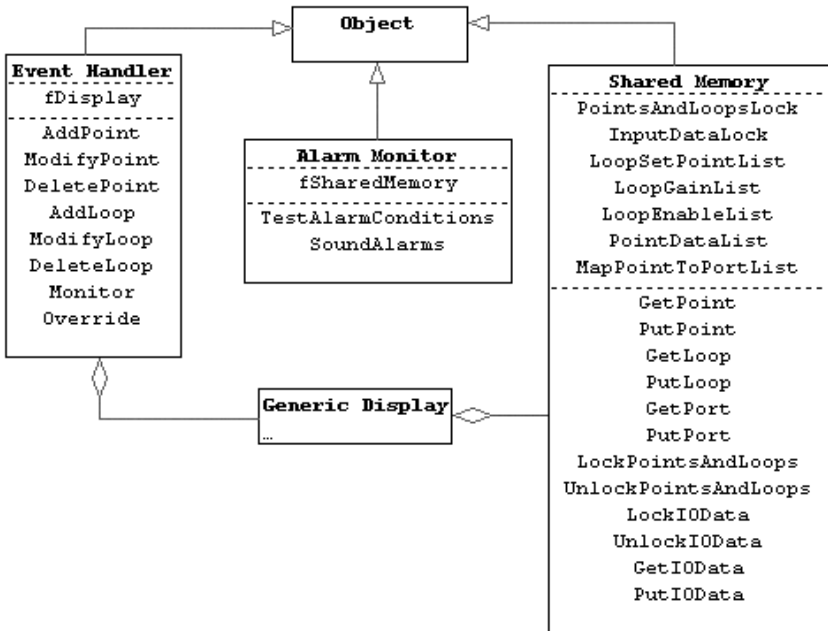 Object
Event Handler
fDisplay
AddPoint
ModifyPoint
DeletePoint
AddLoop
ModifyLoop
DeleteLoop
Monitor
Override
Alarm Monitor
fSharedMemory
TestAlarmConditions
SoundAlarms
Generic Display
...
Shared Memory
PointsAndLoopsLock
InputDataLock
LoopSetPointList
LoopGainList
LoopEnableList
PointDataList
MapPointToPortList
GetPoint
PutPoint
GetLoop
PutLoop
GetPort
PutPort
LockPointsAndLoops
UnlockPointsAndLoops
LockIOData
UnlockIOData
GetIOData
PutIOData